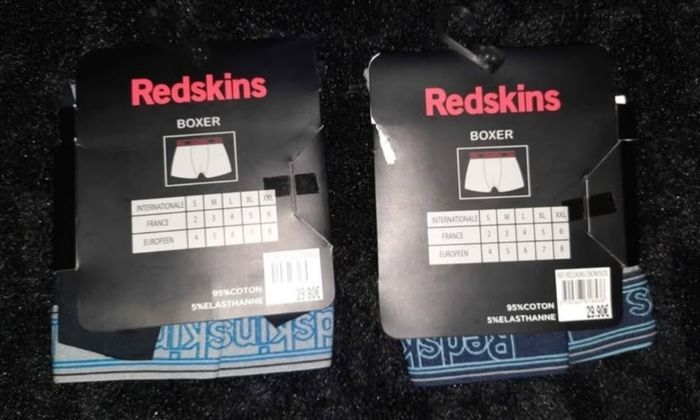 Redskins
BOXER
INTERNATIONALE S M L XL XXL
FRANCE 2 3 4 5 6
EUROPEEN 4 5 6 7 8
95%COTON
5%ELASTHANNE
29.90€
Redskins
BOXER
INTERNATIONALE S M L XL XXL
FRANCE 2 3 4 5 6
EUROPEEN 4 5 6 7 8
95%COTON
5%ELASTHANNE
29.90€